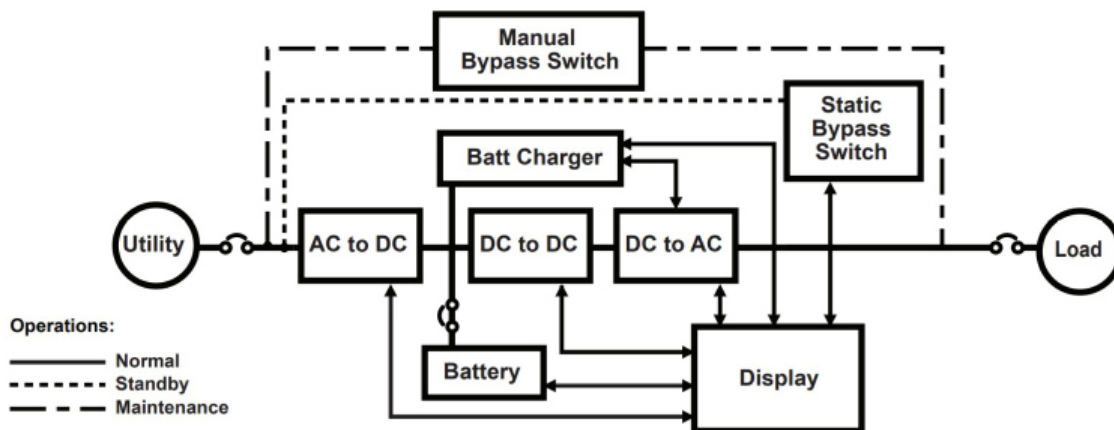 Manual
Bypass Switch
Static
Bypass
Switch
Batt Charger
Utility
AC to DC
DC to DC
DC to AC
Load
Operations:
Normal
Standby
Maintenance
Battery
Display